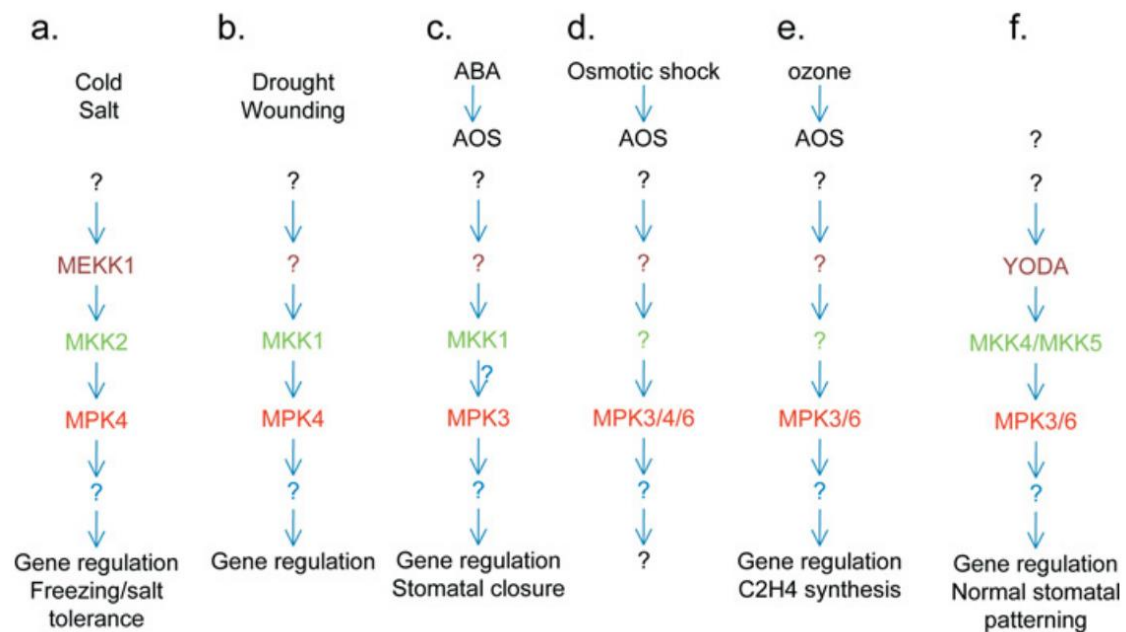 a.
Cold
Salt
?
MEKK1
MKK2
MPK4
?
Gene regulation
Freezing/salt
tolerance
b.
Drought
Wounding
?
?
MKK1
MPK4
?
Gene regulation
c.
ABA
AOS
?
?
MKK1
?
MPK3
?
Gene regulation
Stomatal closure
d.
Osmotic shock
AOS
?
?
?
MPK3/4/6
?
?
e.
ozone
AOS
?
?
?
MPK3/6
?
Gene regulation
C2H4 synthesis
f.
?
?
YODA
MKK4/MKK5
MPK3/6
?
Gene regulation
Normal stomatal
patterning